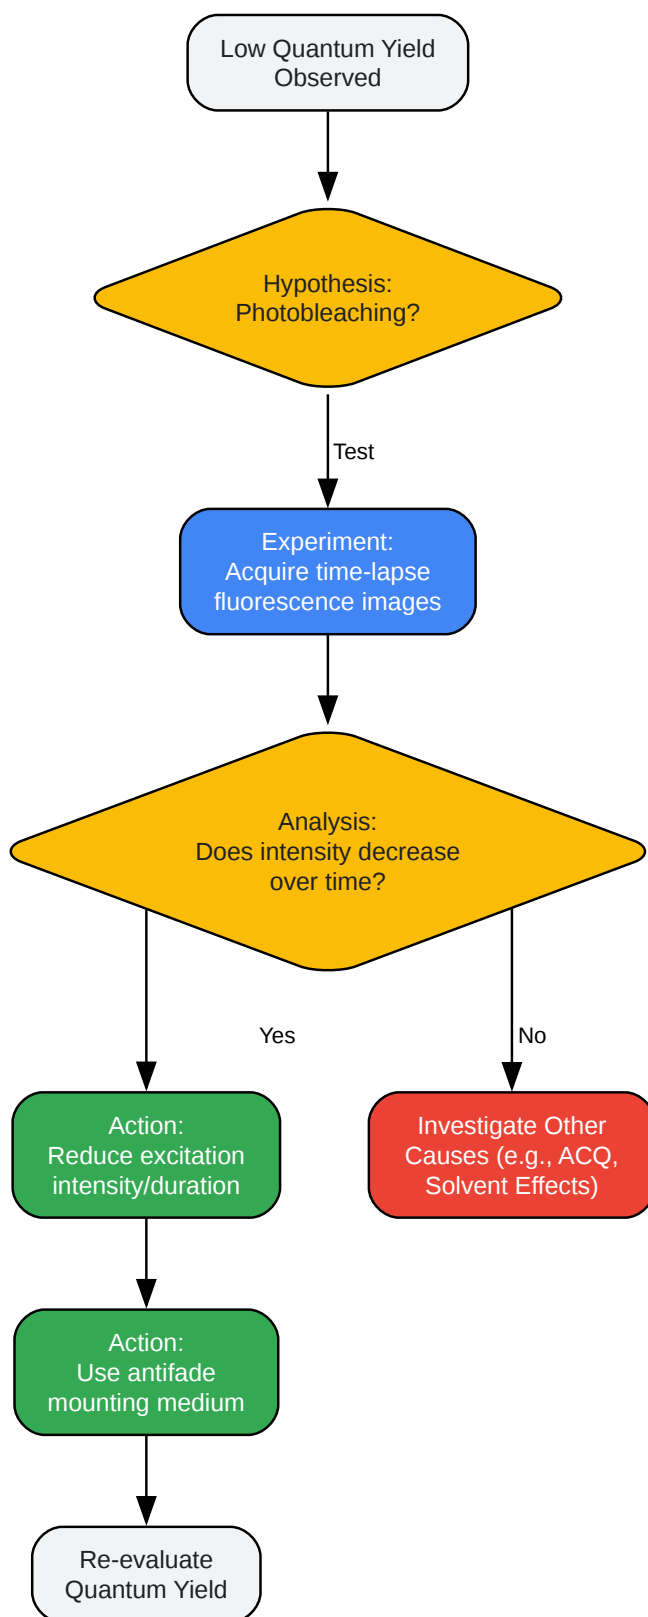 Low Quantum Yield
Observed
Hypothesis:
Photobleaching?
Test
Experiment:
Acquire time-lapse
fluorescence images
Analysis:
Does intensity decrease
over time?
Yes
No
Action:
Reduce excitation
intensity/duration
Investigate Other
Causes (e.g., ACQ,
Solvent Effects)
Action:
Use antifade
mounting medium
Re-evaluate
Quantum Yield